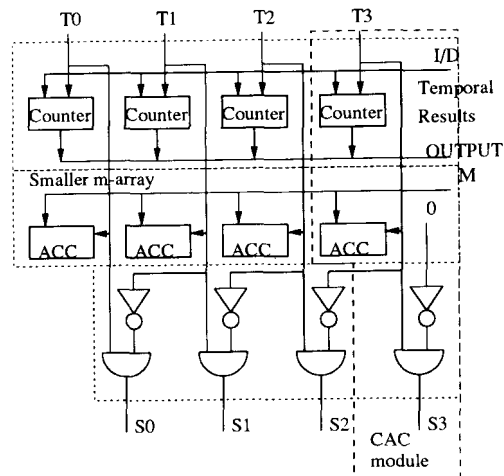 T0 T1 T2 T3
I/D
Temporal
Counter Counter Counter Counter
Results
OUTPUT
Smaller m-array
M
0
ACC ACC ACC ACC
S0 S1 S2 S3
CAC
module